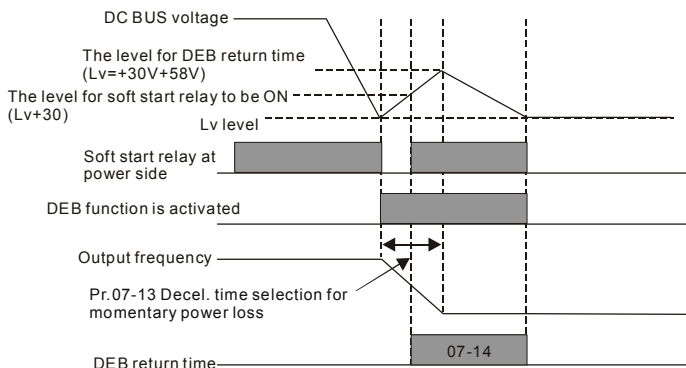 DC BUS voltage
The level for DEB return time
(Lv=+30V+58V)
The level for soft start relay to be ON
(Lv+30)
Lv level
Soft start relay at
power side
DEB function is activated
Output frequency
Pr.07-13 Decel. time selection for
momentary power loss
07-14
DEB return time